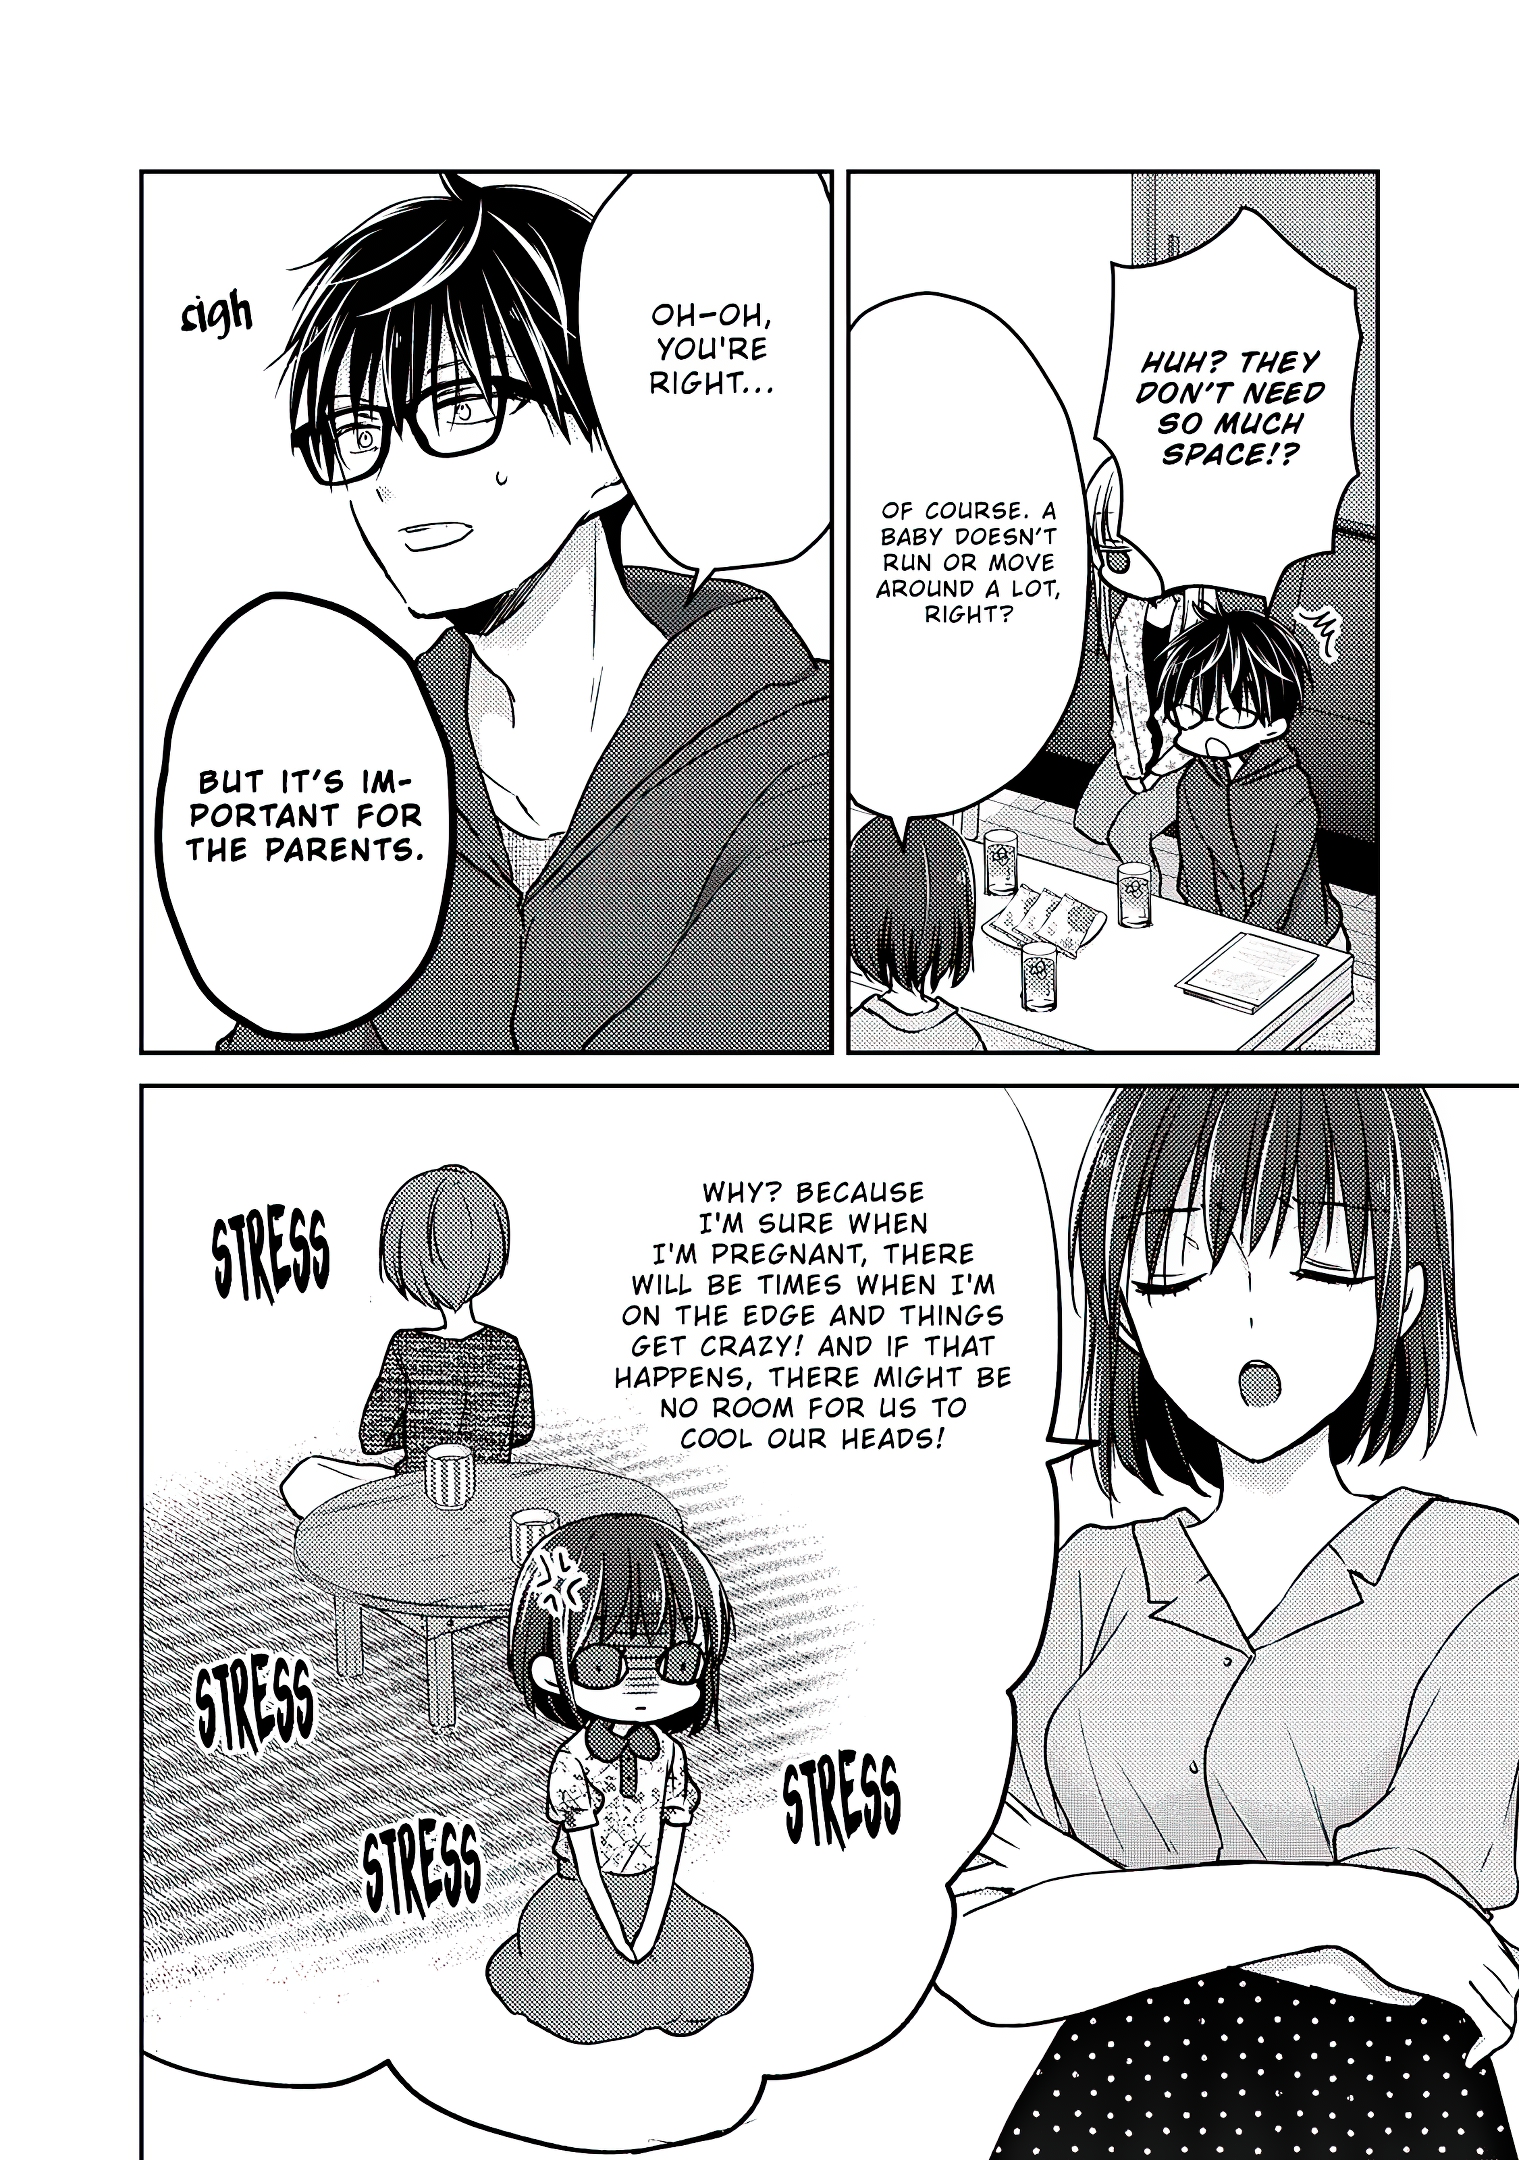 HUH? THEY
DON'T NEED
SO MUCH
SPACE!?
OF COURSE. A
BABY DOESN'T
RUN OR MOVE
AROUND A LOT,
RIGHT?
OH-OH,
YOU'RE
RIGHT...
sigh
BUT IT'S IM-
PORTANT FOR
THE PARENTS.
WHY? BECAUSE
I'M SURE WHEN
I'M PREGNANT, THERE
WILL BE TIMES WHEN I'M
ON THE EDGE AND THINGS
GET CRAZY! AND IF THAT
HAPPENS, THERE MIGHT BE
NO ROOM FOR US TO
COOL OUR HEADS!
STRESS
STRESS
STRESS
STRESS